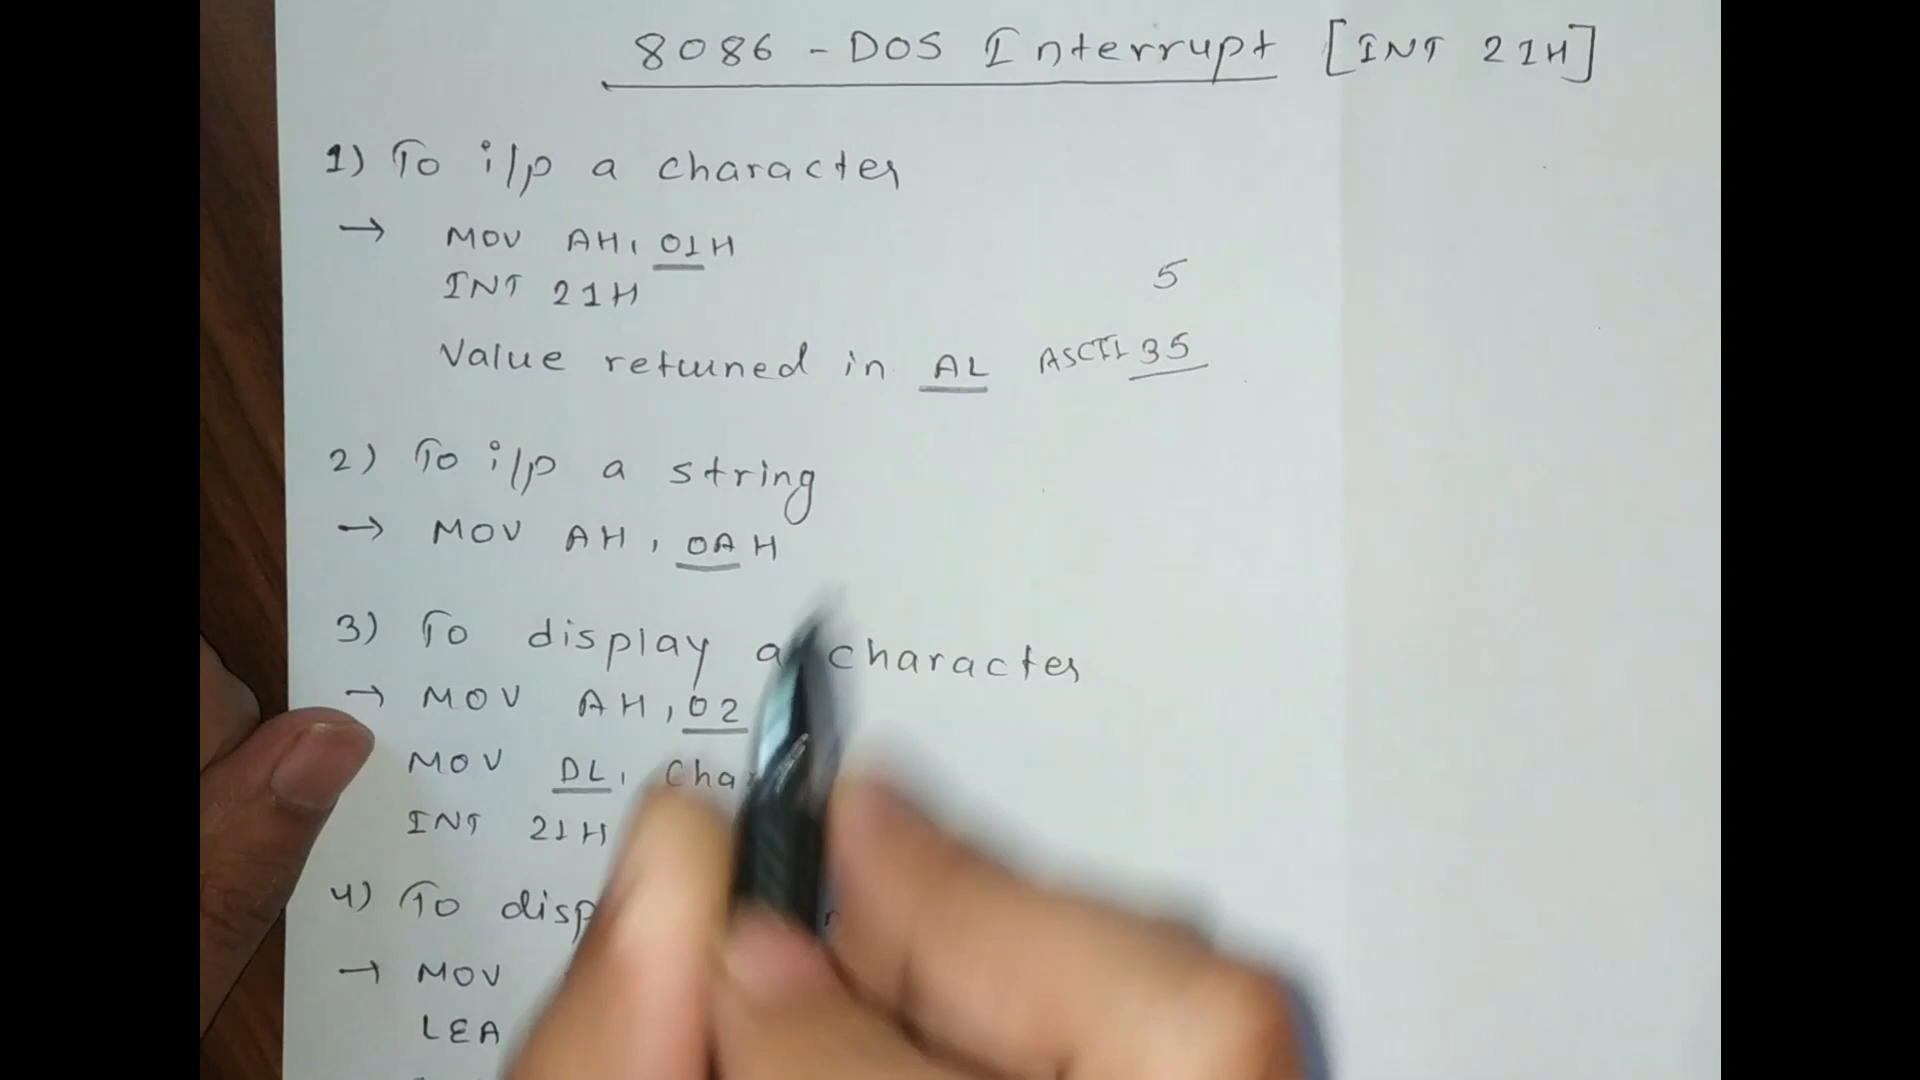 8086 - DOS Interrupt [INT 21H]
1) To i/p a character
→ MOV AH, 01H
INT 21H
5
Value returned in AL ASCII 35
2) To i/p a string
→ MOV AH, 0AH
3) To display a character
→ MOV AH, 02
MOV DL,
INT 21H
4) To
→ MOV
LEA